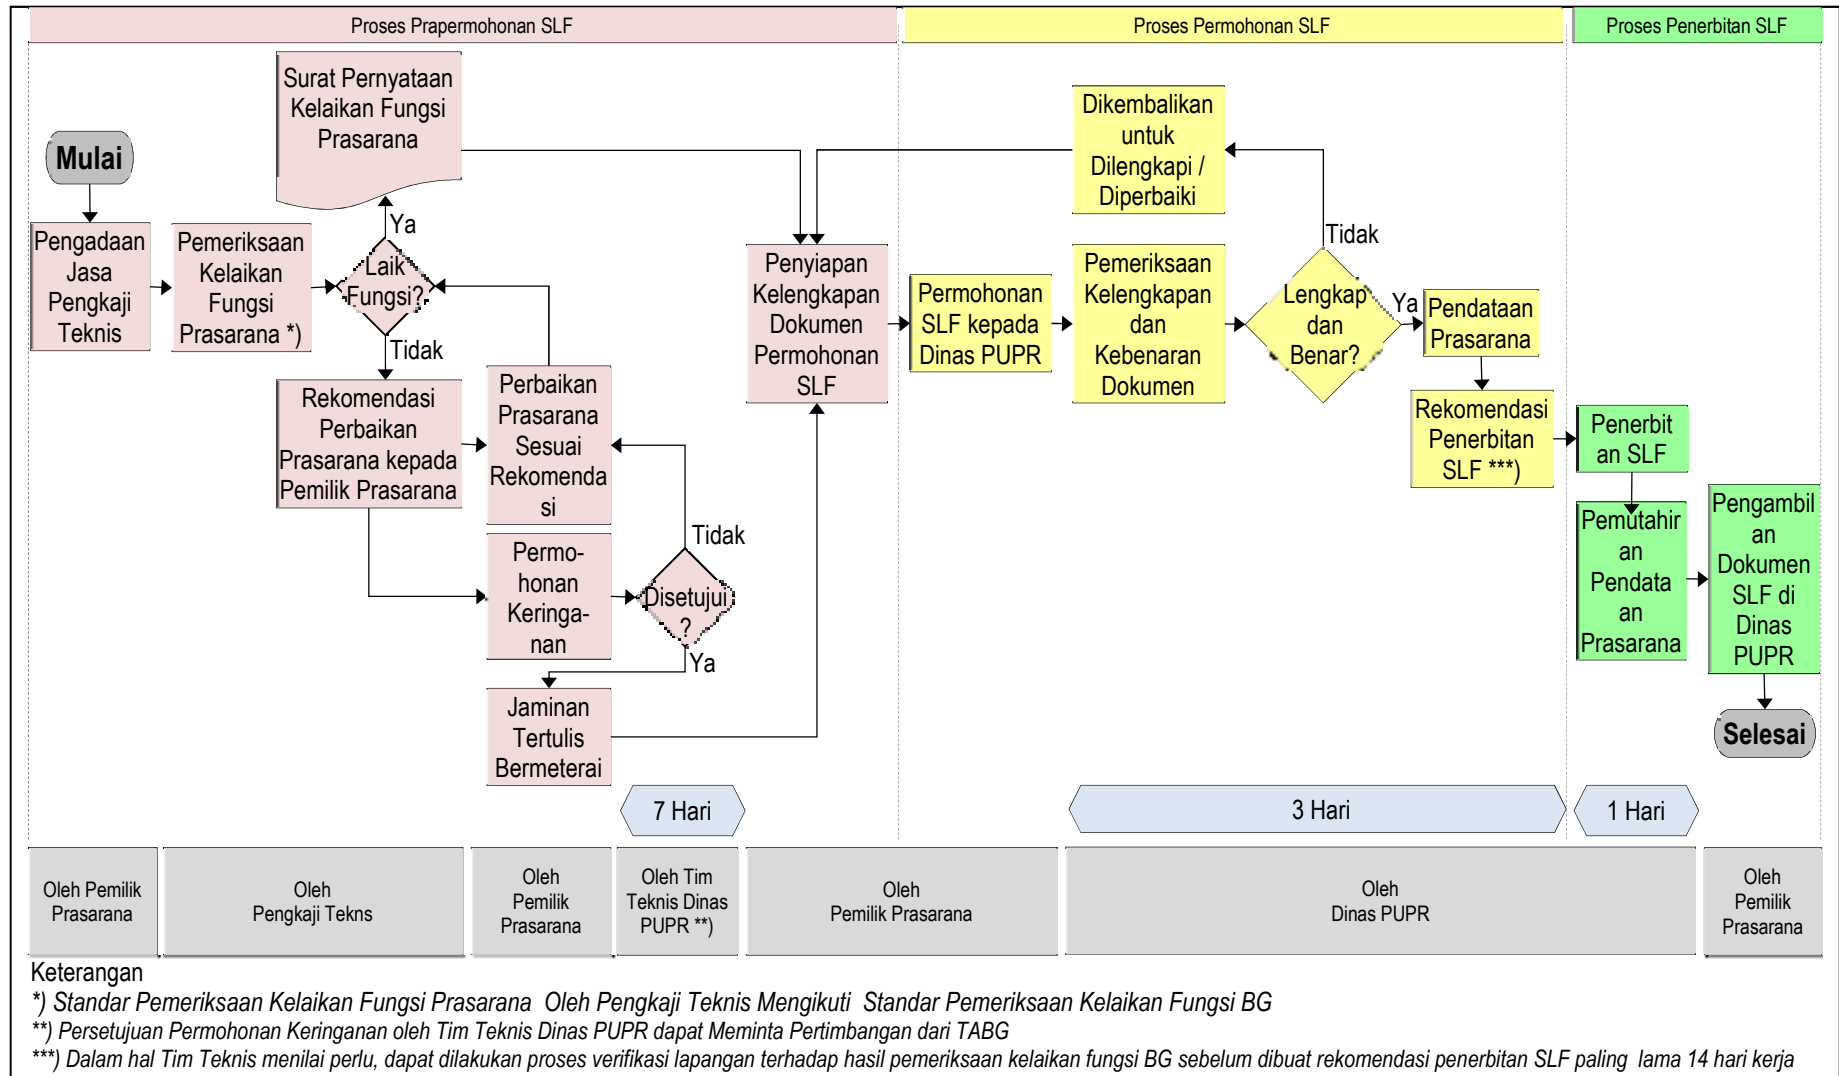 Proses Prapermohonan SLF
Proses Permohonan SLF
Proses Penerbitan SLF
Mulai
Pengadaan
Jasa
Pengkaji
Teknis
Pemeriksaan
Kelaikan
Fungsi
Prasarana *)
Surat Pernyataan
Kelaikan Fungsi
Prasarana
Ya
Laik
Fungsi?
Tidak
Rekomendasi
Perbaikan
Prasarana kepada
Pemilik Prasarana
Perbaikan
Prasarana
Sesuai
Rekomenda
si
Permo-
honan
Keringa-
nan
Tidak
Disetujui
?
Ya
Jaminan
Tertulis
Bermeterai
Penyiapan
Kelengkapan
Dokumen
Permohonan
SLF
Permohonan
SLF kepada
Dinas PUPR
Dikembalikan
untuk
Dilengkapi /
Diperbaiki
Pemeriksaan
Kelengkapan
dan
Kebenaran
Dokumen
Tidak
Lengkap
dan
Benar?
Ya
Pendataan
Prasarana
Rekomendasi
Penerbitan
SLF ***)
Penerbit
an SLF
Pemutahir
an
Pendata
an
Prasarana
Pengambil
an
Dokumen
SLF di
Dinas
PUPR
Selesai
7 Hari
3 Hari
1 Hari
Oleh Pemilik
Prasarana
Oleh
Pengkaji Tekns
Oleh
Pemilik
Prasarana
Oleh Tim
Teknis Dinas
PUPR **)
Oleh
Pemilik Prasarana
Oleh
Dinas PUPR
Oleh
Pemilik
Prasarana
Keterangan
*) Standar Pemeriksaan Kelaikan Fungsi Prasarana Oleh Pengkaji Teknis Mengikuti Standar Pemeriksaan Kelaikan Fungsi BG
**) Persetujuan Permohonan Keringanan oleh Tim Teknis Dinas PUPR dapat Meminta Pertimbangan dari TABG
***) Dalam hal Tim Teknis menilai perlu, dapat dilakukan proses verifikasi lapangan terhadap hasil pemeriksaan kelaikan fungsi BG sebelum dibuat rekomendasi penerbitan SLF paling lama 14 hari kerja